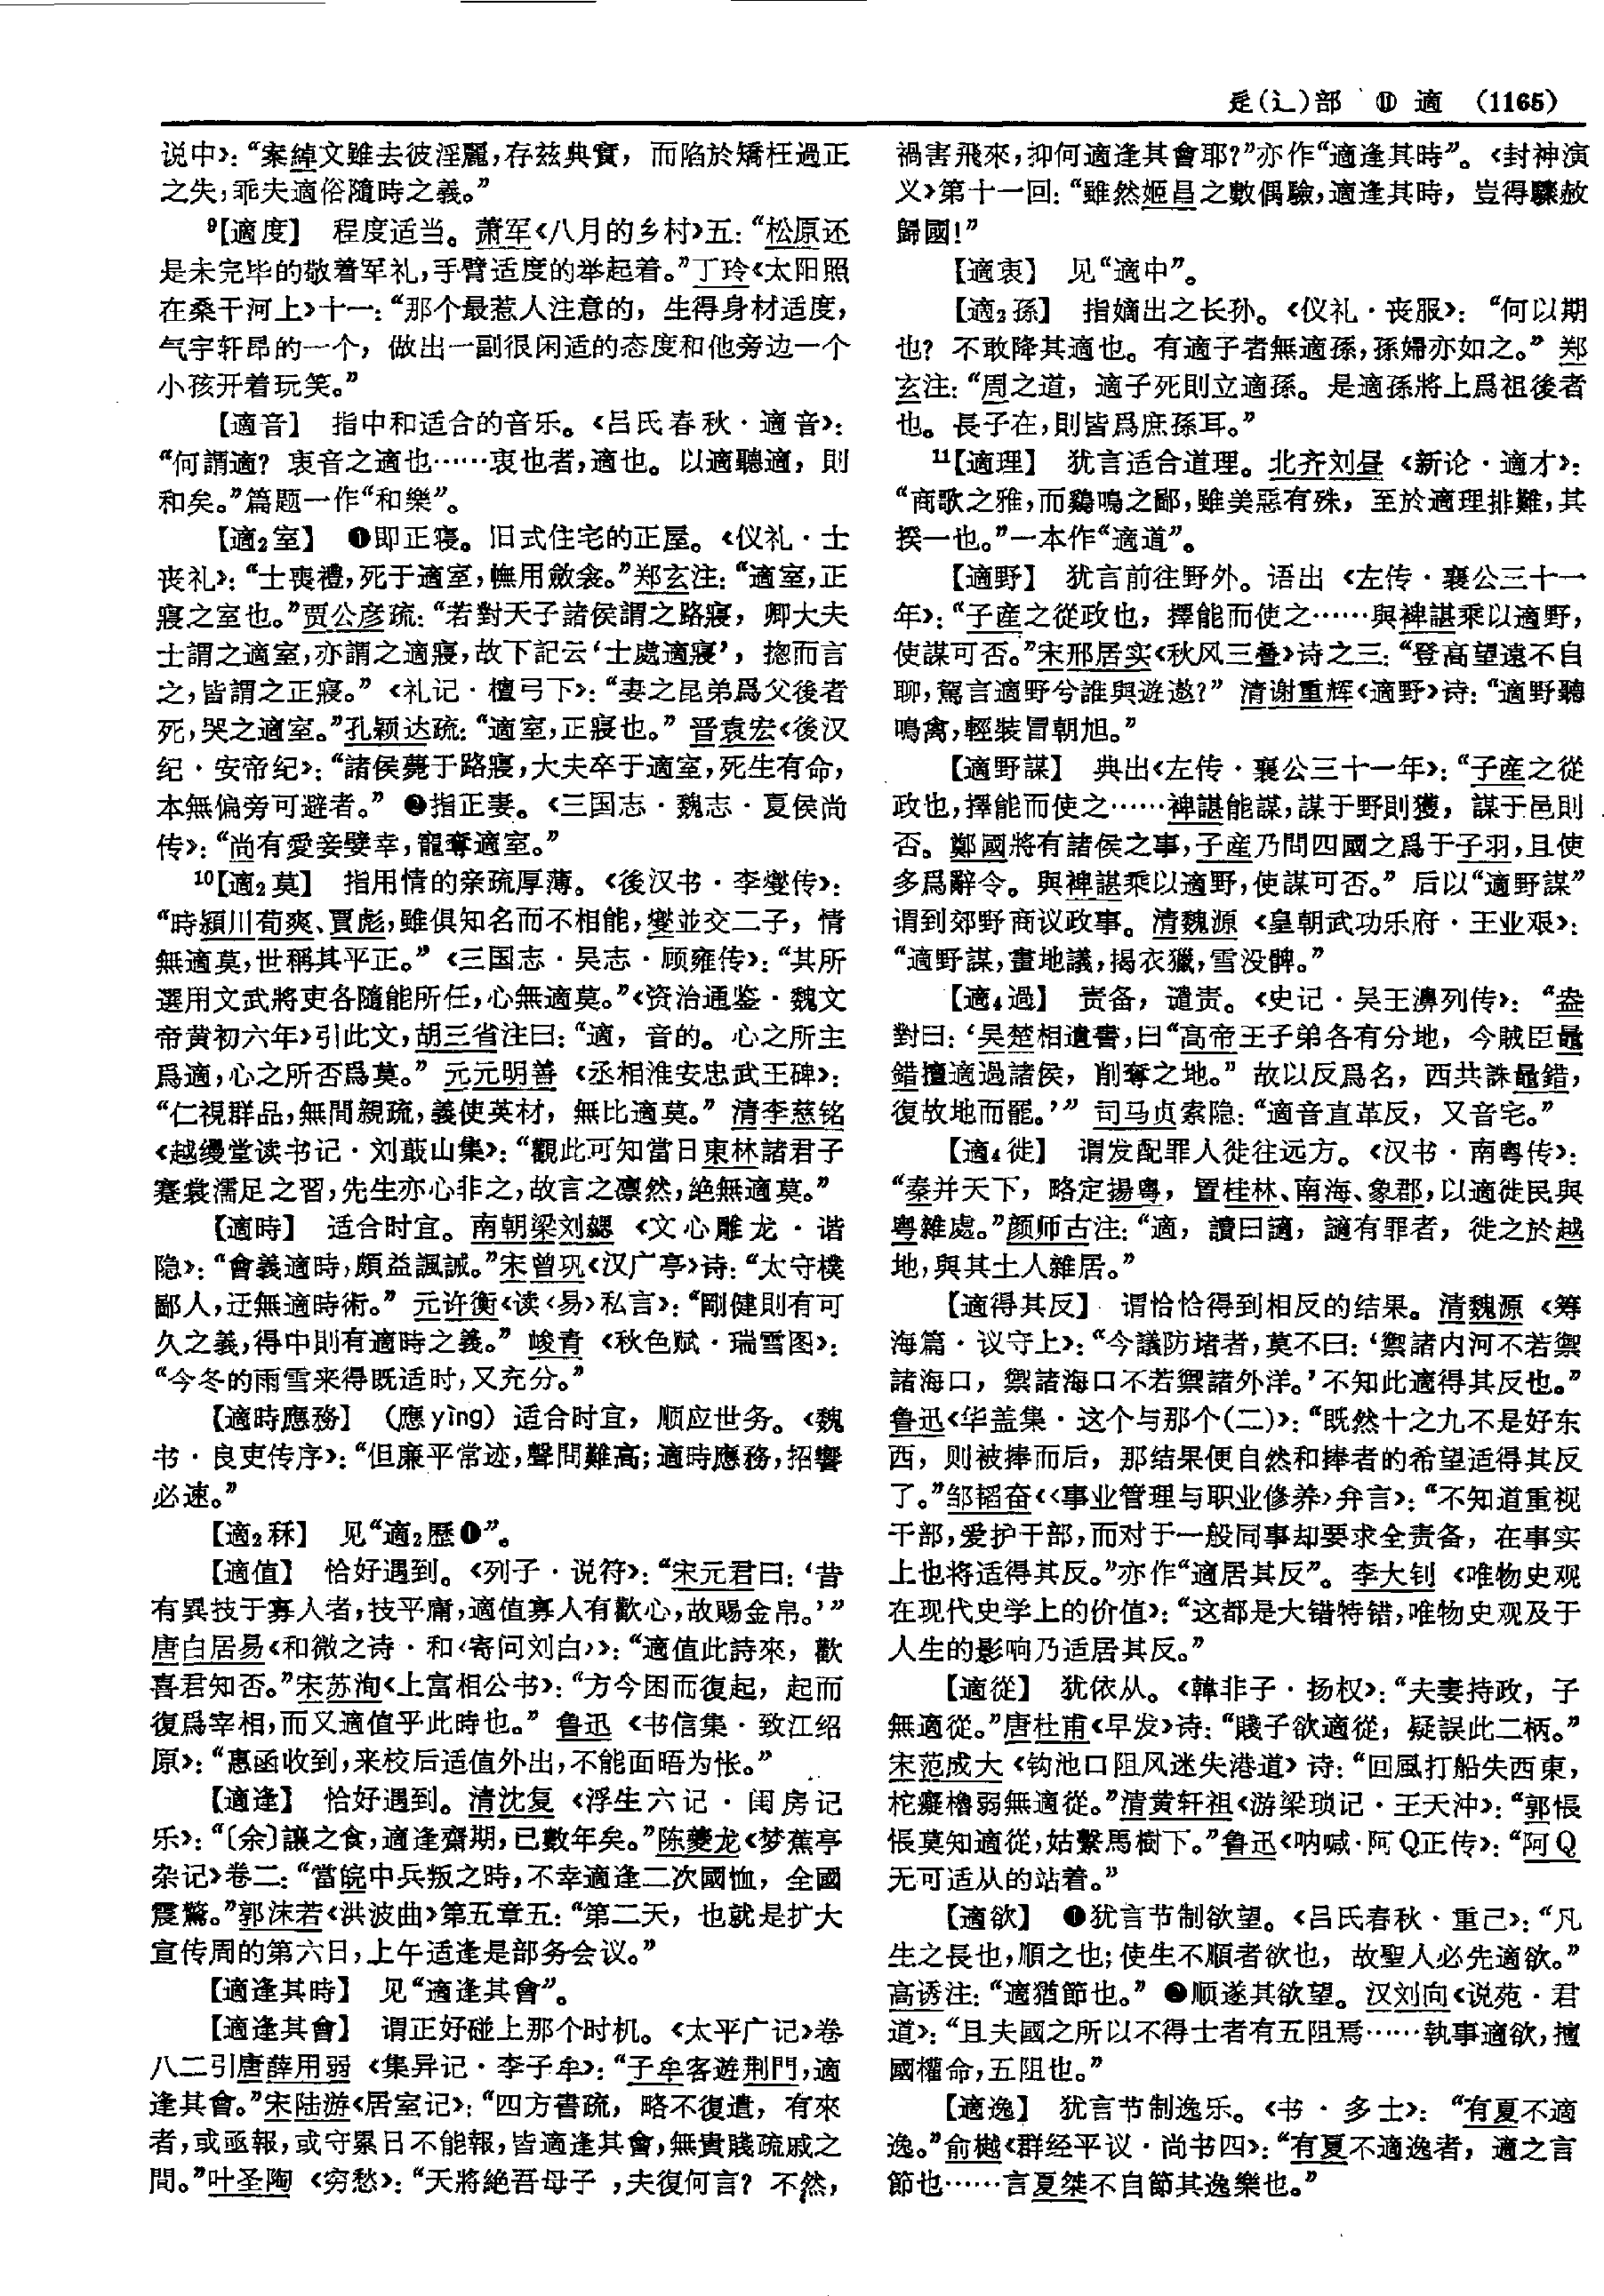 辵(辶)部 ⑪ 適 (1165)
说中》：“案綽文雖去彼淫麗，存兹典實，而陷於矯枉過正
之失，乖夫適俗隨時之義。”
9【適度】 程度适当。萧军《八月的乡村》五：“松原还
是未完毕的敬着军礼，手臂适度的举起着。”丁玲《太阳照
在桑干河上》十一：“那个最惹人注意的，生得身材适度，
气宇轩昂的一个，做出一副很闲适的态度和他旁边一个
小孩开着玩笑。”
【適音】 指中和适合的音乐。《吕氏春秋·適音》：
“何謂適？衷音之適也……衷也者，適也。以適聽適，則
和矣。”篇题一作“和樂”。
【適₂室】 ❶即正寝。旧式住宅的正屋。《仪礼·士
丧礼》：“士喪禮，死于適室，幠用斂衾。”郑玄注：“適室，正
寢之室也。”贾公彦疏：“若對天子諸侯謂之路寢，卿大夫
士謂之適室，亦謂之適寢，故下記云‘士處適寢’，揔而言
之，皆謂之正寢。”《礼记·檀弓下》：“妻之昆弟爲父後者
死，哭之適室。”孔颖达疏：“適室，正寢也。”晋袁宏《後汉
纪·安帝纪》：“諸侯薨于路寢，大夫卒于適室，死生有命，
本無偏旁可避者。”❷指正妻。《三国志·魏志·夏侯尚
传》：“尚有愛妾嬖幸，寵奪適室。”
10【適₂莫】 指用情的亲疏厚薄。《後汉书·李燮传》：
“時潁川荀爽、賈彪，雖俱知名而不相能，燮並交二子，情
無適莫，世稱其平正。”《三国志·吴志·顾雍传》：“其所
選用文武將吏各隨能所任，心無適莫。”《资治通鉴·魏文
帝黄初六年》引此文，胡三省注曰：“適，音的。心之所主
爲適，心之所否爲莫。”元元明善《丞相淮安忠武王碑》：
“仁視群品，無間親疏，義使英材，無比適莫。”清李慈铭
《越缦堂读书记·刘蕺山集》：“觀此可知當日東林諸君子
蹇裳濡足之習，先生亦心非之，故言之凛然，絶無適莫。”
【適時】 适合时宜。南朝梁刘勰《文心雕龙·谐
隐》：“會義適時，頗益諷誡。”宋曾巩《汉广亭》诗：“太守樸
鄙人，迂無適時術。”元许衡《读〈易〉私言》：“剛健則有可
久之義，得中則有適時之義。”峻青《秋色赋·瑞雪图》：
“今冬的雨雪来得既适时，又充分。”
【適時應務】（應yìng）适合时宜，顺应世务。《魏
书·良吏传序》：“但廉平常迹，聲問難高；適時應務，招響
必速。”
【適₂秝】 见“適₂歷❶”。
【適值】 恰好遇到。《列子·说符》：“宋元君曰：‘昔
有異技于寡人者，技平庸，適值寡人有歡心，故賜金帛。’”
唐白居易《和微之诗·和〈寄问刘白〉》：“適值此詩來，歡
喜君知否。”宋苏洵《上富相公书》：“方今困而復起，起而
復爲宰相，而又適值乎此時也。”鲁迅《书信集·致江绍
原》：“惠函收到，来校后适值外出，不能面晤为怅。”
【適逢】 恰好遇到。清沈复《浮生六记·闺房记
乐》：“〔余〕讓之食，適逢齋期，已數年矣。”陈夔龙《梦蕉亭
杂记》卷二：“當皖中兵叛之時，不幸適逢二次國恤，全國
震驚。”郭沫若《洪波曲》第五章五：“第二天，也就是扩大
宣传周的第六日，上午适逢是部务会议。”
【適逢其時】 见“適逢其會”。
【適逢其會】 谓正好碰上那个时机。《太平广记》卷
八二引唐薛用弱《集异记·李子牟》：“子牟客遊荆門，適
逢其會。”宋陆游《居室记》：“四方書疏，略不復遣，有來
者，或亟報，或守累日不能報，皆適逢其會，無貴賤疏戚之
間。”叶圣陶《穷愁》：“天將絶吾母子，夫復何言？不然，
禍害飛來，抑何適逢其會耶？”亦作“適逢其時”。《封神演
义》第十一回：“雖然姬昌之數偶驗，適逢其時，豈得驟赦
歸國！”
【適衷】 见“適中”。
【適₂孫】 指嫡出之长孙。《仪礼·丧服》：“何以期
也？不敢降其適也。有適子者無適孫，孫婦亦如之。”郑
玄注：“周之道，適子死則立適孫。是適孫將上爲祖後者
也。長子在，則皆爲庶孫耳。”
11【適理】 犹言适合道理。北齐刘昼《新论·適才》：
“商歌之雅，而鷄鳴之鄙，雖美惡有殊，至於適理排難，其
揆一也。”一本作“適道”。
【適野】 犹言前往野外。语出《左传·襄公三十一
年》：“子産之從政也，擇能而使之……與裨諶乘以適野，
使謀可否。”宋邢居实《秋风三叠》诗之三：“登高望遠不自
聊，駕言適野兮誰與遊遨？”清谢重辉《適野》诗：“適野聽
鳴禽，輕裝冒朝旭。”
【適野謀】 典出《左传·襄公三十一年》：“子産之從
政也，擇能而使之……裨諶能謀，謀于野則獲，謀于邑則
否。鄭國將有諸侯之事，子産乃問四國之爲于子羽，且使
多爲辭令。與裨諶乘以適野，使謀可否。”后以“適野謀”
谓到郊野商议政事。清魏源《皇朝武功乐府·王业艰》：
“適野謀，畫地議，揭衣獵，雪没髀。”
【適₄過】 责备，谴责。《史记·吴王濞列传》：“盎
對曰：‘吴楚相遺書，曰“高帝王子弟各有分地，今賊臣鼂
錯擅適過諸侯，削奪之地。”故以反爲名，西共誅鼂錯，
復故地而罷。’”司马贞索隐：“適音直革反，又音宅。”
【適₄徙】 谓发配罪人徙往远方。《汉书·南粤传》：
“秦并天下，略定揚粵，置桂林、南海、象郡，以適徙民與
粵雜處。”颜师古注：“適，讀曰讁，讁有罪者，徙之於越
地，與其土人雜居。”
【適得其反】 谓恰恰得到相反的结果。清魏源《筹
海篇·议守上》：“今議防堵者，莫不曰：‘禦諸内河不若禦
諸海口，禦諸海口不若禦諸外洋。’不知此適得其反也。”
鲁迅《华盖集·这个与那个（二）》：“既然十之九不是好东
西，则被捧而后，那结果便自然和捧者的希望适得其反
了。”邹韬奋《〈事业管理与职业修养〉弁言》：“不知道重视
干部，爱护干部，而对于一般同事却要求全责备，在事实
上也将适得其反。”亦作“適居其反”。李大钊《唯物史观
在现代史学上的价值》：“这都是大错特错，唯物史观及于
人生的影响乃适居其反。”
【適從】 犹依从。《韓非子·扬权》：“夫妻持政，子
無適從。”唐杜甫《早发》诗：“賤子欲適從，疑誤此二柄。”
宋范成大《钩池口阻风迷失港道》诗：“回風打船失西東，
柁癡櫓弱無適從。”清黄轩祖《游梁琐记·王天沖》：“郭悵
悵莫知適從，姑繫馬樹下。”鲁迅《呐喊·阿Q正传》：“阿Q
无可适从的站着。”
【適欲】 ❶犹言节制欲望。《吕氏春秋·重己》：“凡
生之長也，順之也；使生不順者欲也，故聖人必先適欲。”
高诱注：“適猶節也。”❷顺遂其欲望。汉刘向《说苑·君
道》：“且夫國之所以不得士者有五阻焉……執事適欲，擅
國權命，五阻也。”
【適逸】 犹言节制逸乐。《书·多士》：“有夏不適
逸。”俞樾《群经平议·尚书四》：“有夏不適逸者，適之言
節也……言夏桀不自節其逸樂也。”